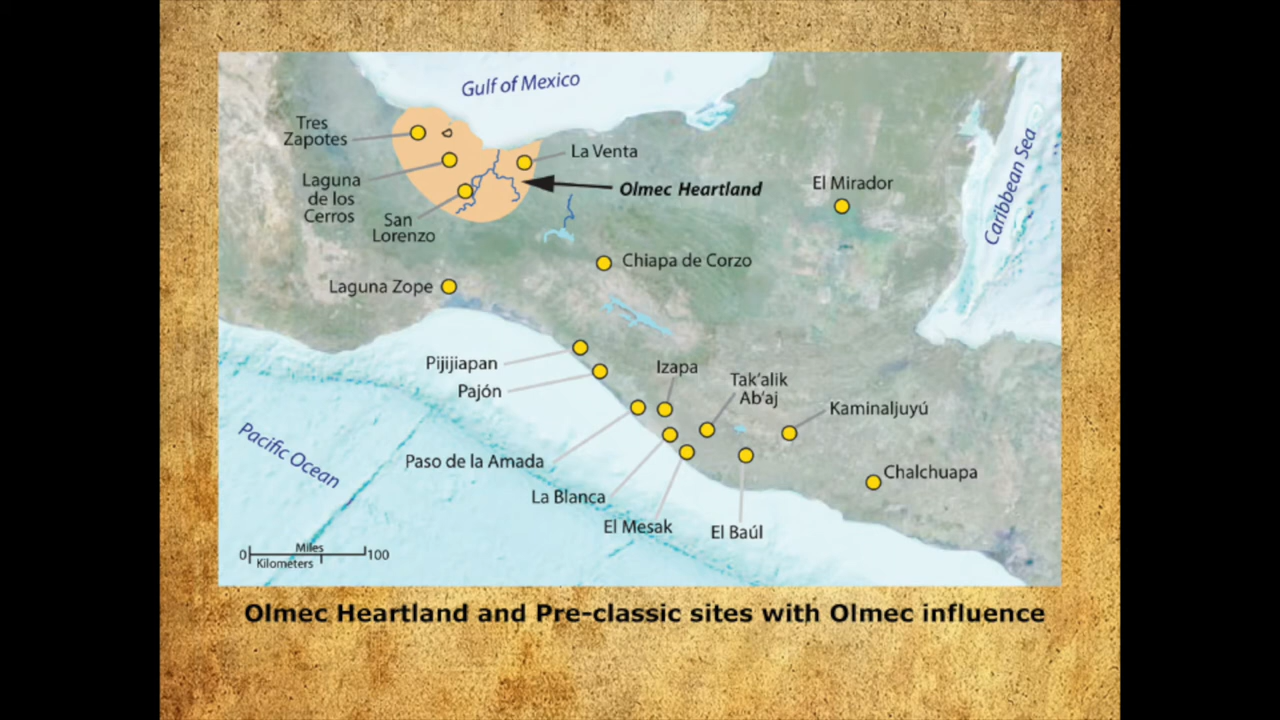 Gulf of Mexico
Tres
Zapotes
La Venta
Caribbean Sea
Laguna
de los
Cerros
Olmec Heartland
El Mirador
San
Lorenzo
Chiapa de Corzo
Laguna Zope
Pijijiapan
Izapa
Pajón
Tak'alik
Ab'aj
Kaminaljuyú
Pacific Ocean
Paso de la Amada
Chalchuapa
La Blanca
El Mesak
El Baúl
Miles
0 100
Kilometers
Olmec Heartland and Pre-classic sites with Olmec influence